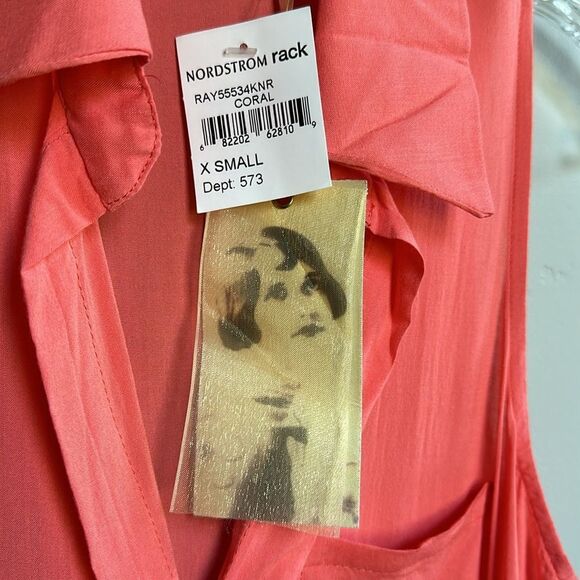 NORDSTROM rack
RAY55534KNR
CORAL
6 82202 62810 9
X SMALL
Dept: 573